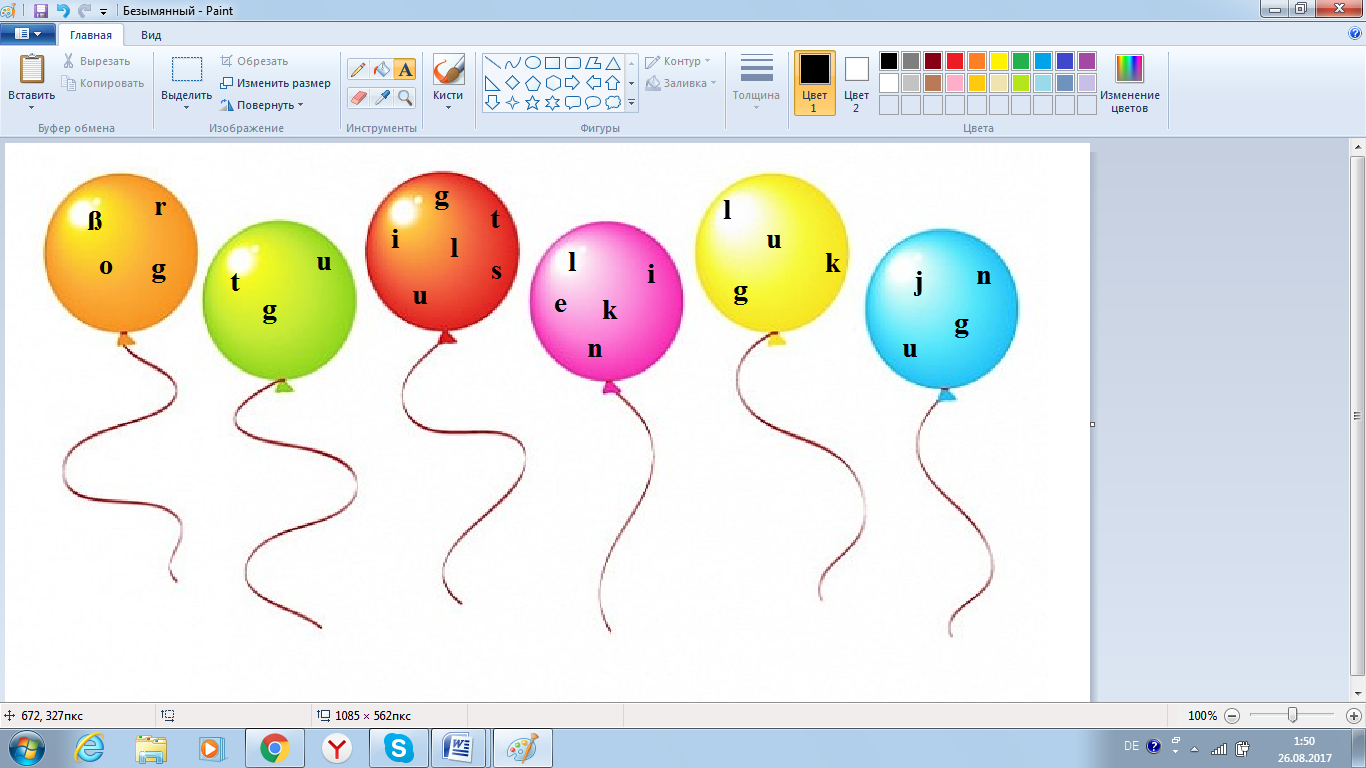 Безымянный - Paint
Главная
Вид
Вставить
Вырезать
Копировать
Буфер обмена
Выделить
Обрезать
Изменить размер
Повернуть
Изображение
A
Инструменты
Кисти
Фигуры
Контур
Заливка
Толщина
Цвет
1
Цвет
2
Изменение
цветов
Цвета
ß r
o g
t u
g
g
i l t
u s
l i
e k
n
l
u k
g
j n
g
u
672, 327пкс
1085 × 562пкс
100%
DE
1:50
26.08.2017